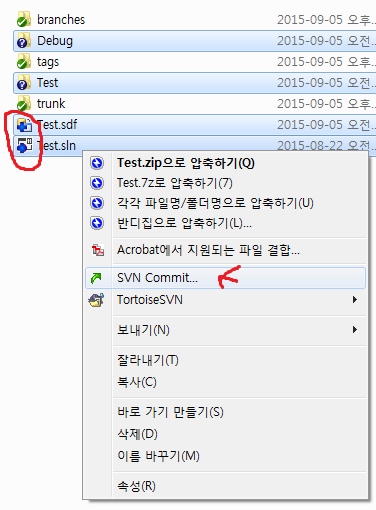 branches 2015-09-05 오후...
Debug 2015-09-05 오전...
tags 2015-09-05 오후...
Test 2015-09-05 오전...
trunk 2015-09-05 오후...
Test.sdf 2015-09-05 오전...
Test.sln 2015-08-22 오전...
Test.zip으로 압축하기(Q)
Test.7z로 압축하기(7)
각각 파일명/폴더명으로 압축하기(U)
반디집으로 압축하기(L)...
Acrobat에서 지원되는 파일 결합...
SVN Commit...
TortoiseSVN
보내기(N)
잘라내기(T)
복사(C)
바로 가기 만들기(S)
삭제(D)
이름 바꾸기(M)
속성(R)